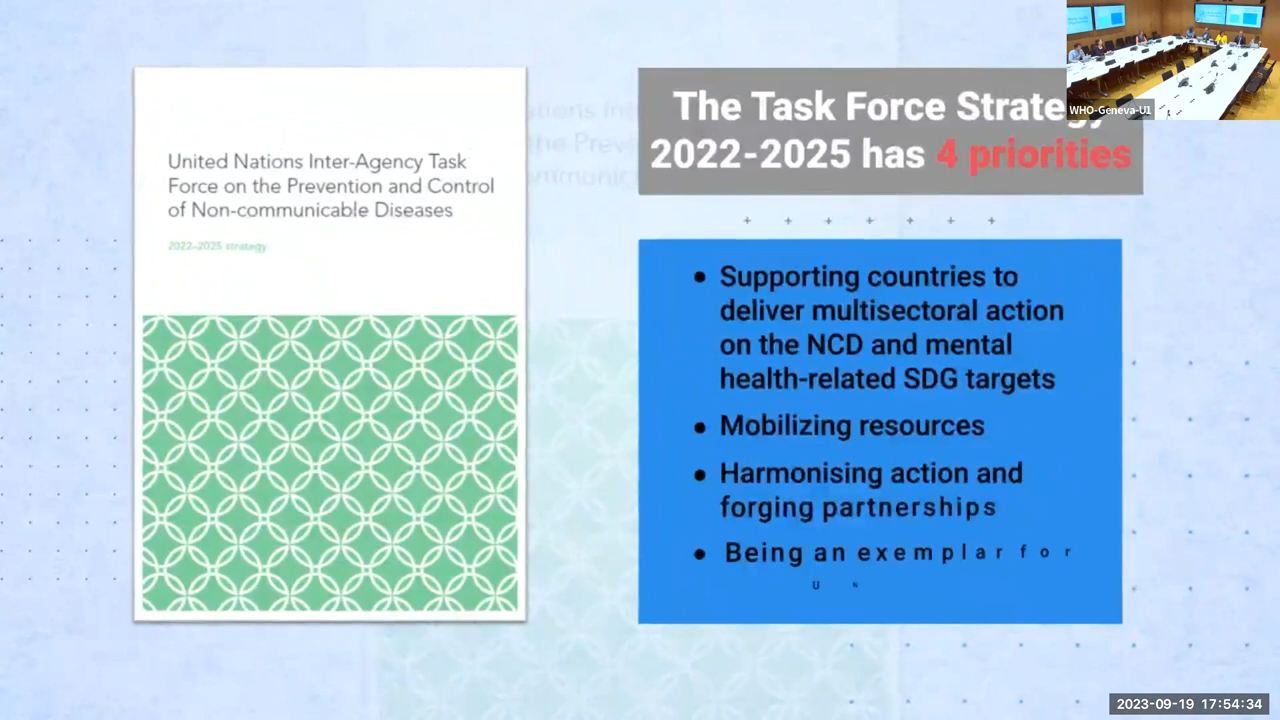 United Nations Inter-Agency Task
Force on the Prevention and Control
of Non-communicable Diseases
2022–2025 strategy
The Task Force Strategy
2022-2025 has 4 priorities
Supporting countries to
deliver multisectoral action
on the NCD and mental
health-related SDG targets
Mobilizing resources
Harmonising action and
forging partnerships
Being an exemplar for
UN
WHO-Geneva-U1
2023-09-19 17:54:34